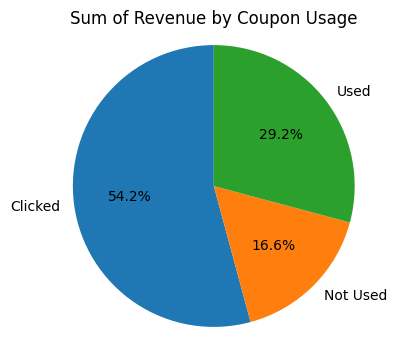 Sum of Revenue by Coupon Usage
Used
29.2%
54.2%
Clicked
16.6%
Not Used